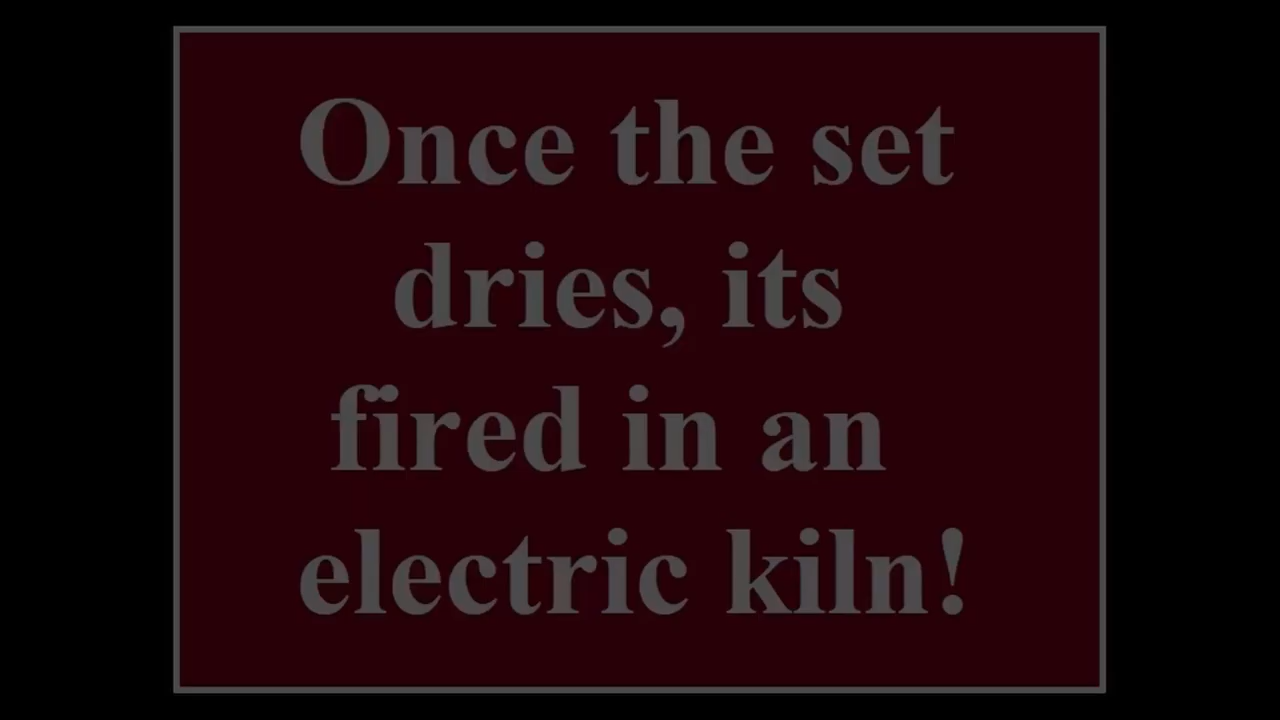 Once the set
dries, its
fired in an
electric kiln!